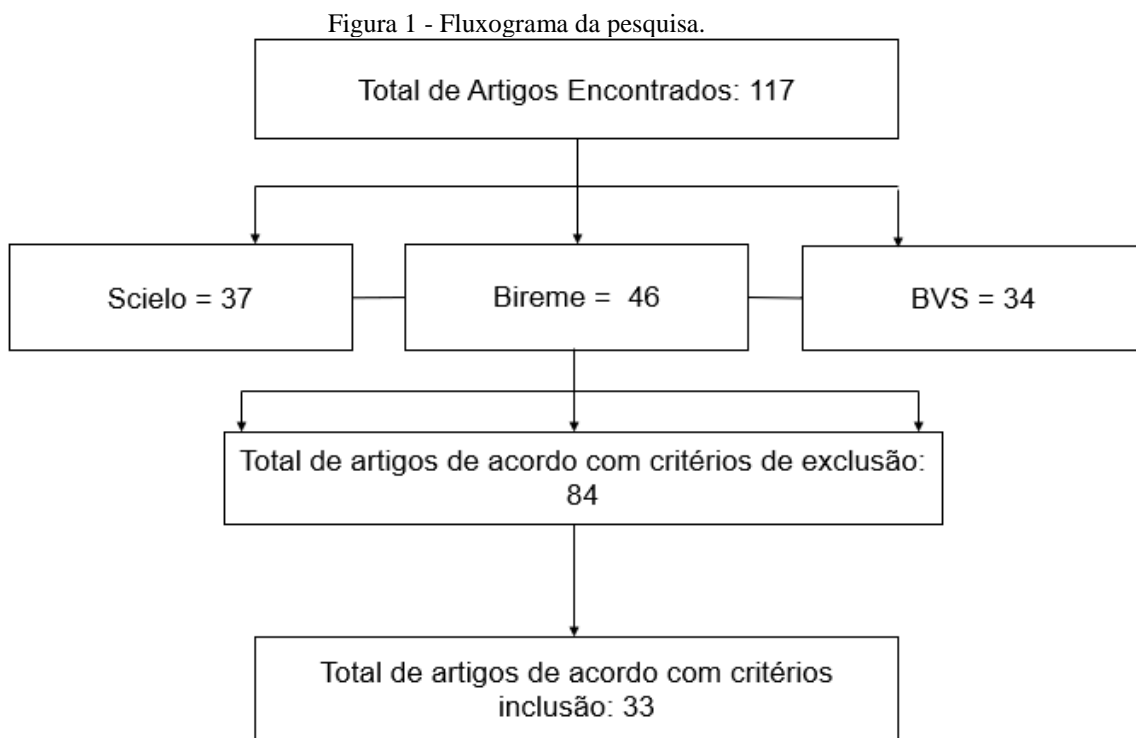 Figura 1 - Fluxograma da pesquisa.
Total de Artigos Encontrados: 117
Scielo = 37
Bireme = 46
BVS = 34
Total de artigos de acordo com critérios de exclusão:
84
Total de artigos de acordo com critérios
inclusão: 33